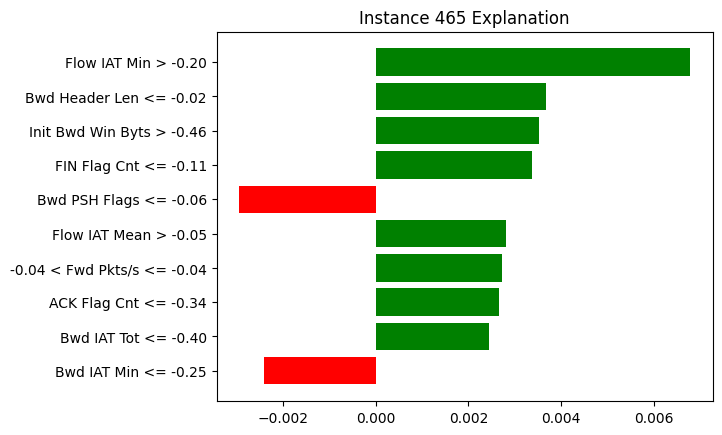 Instance 465 Explanation
Flow IAT Min > -0.20
Bwd Header Len <= -0.02
Init Bwd Win Byts > -0.46
FIN Flag Cnt <= -0.11
Bwd PSH Flags <= -0.06
Flow IAT Mean > -0.05
-0.04 < Fwd Pkts/s <= -0.04
ACK Flag Cnt <= -0.34
Bwd IAT Tot <= -0.40
Bwd IAT Min <= -0.25
−0.002 0.000 0.002 0.004 0.006